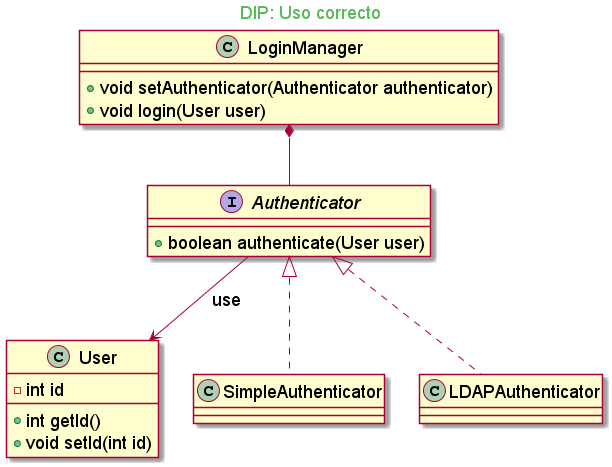 DIP: Uso correcto
C LoginManager
void setAuthenticator(Authenticator authenticator)
void login(User user)
I Authenticator
boolean authenticate(User user)
use
C User
int id
int getId()
void setId(int id)
C SimpleAuthenticator
C LDAPAuthenticator